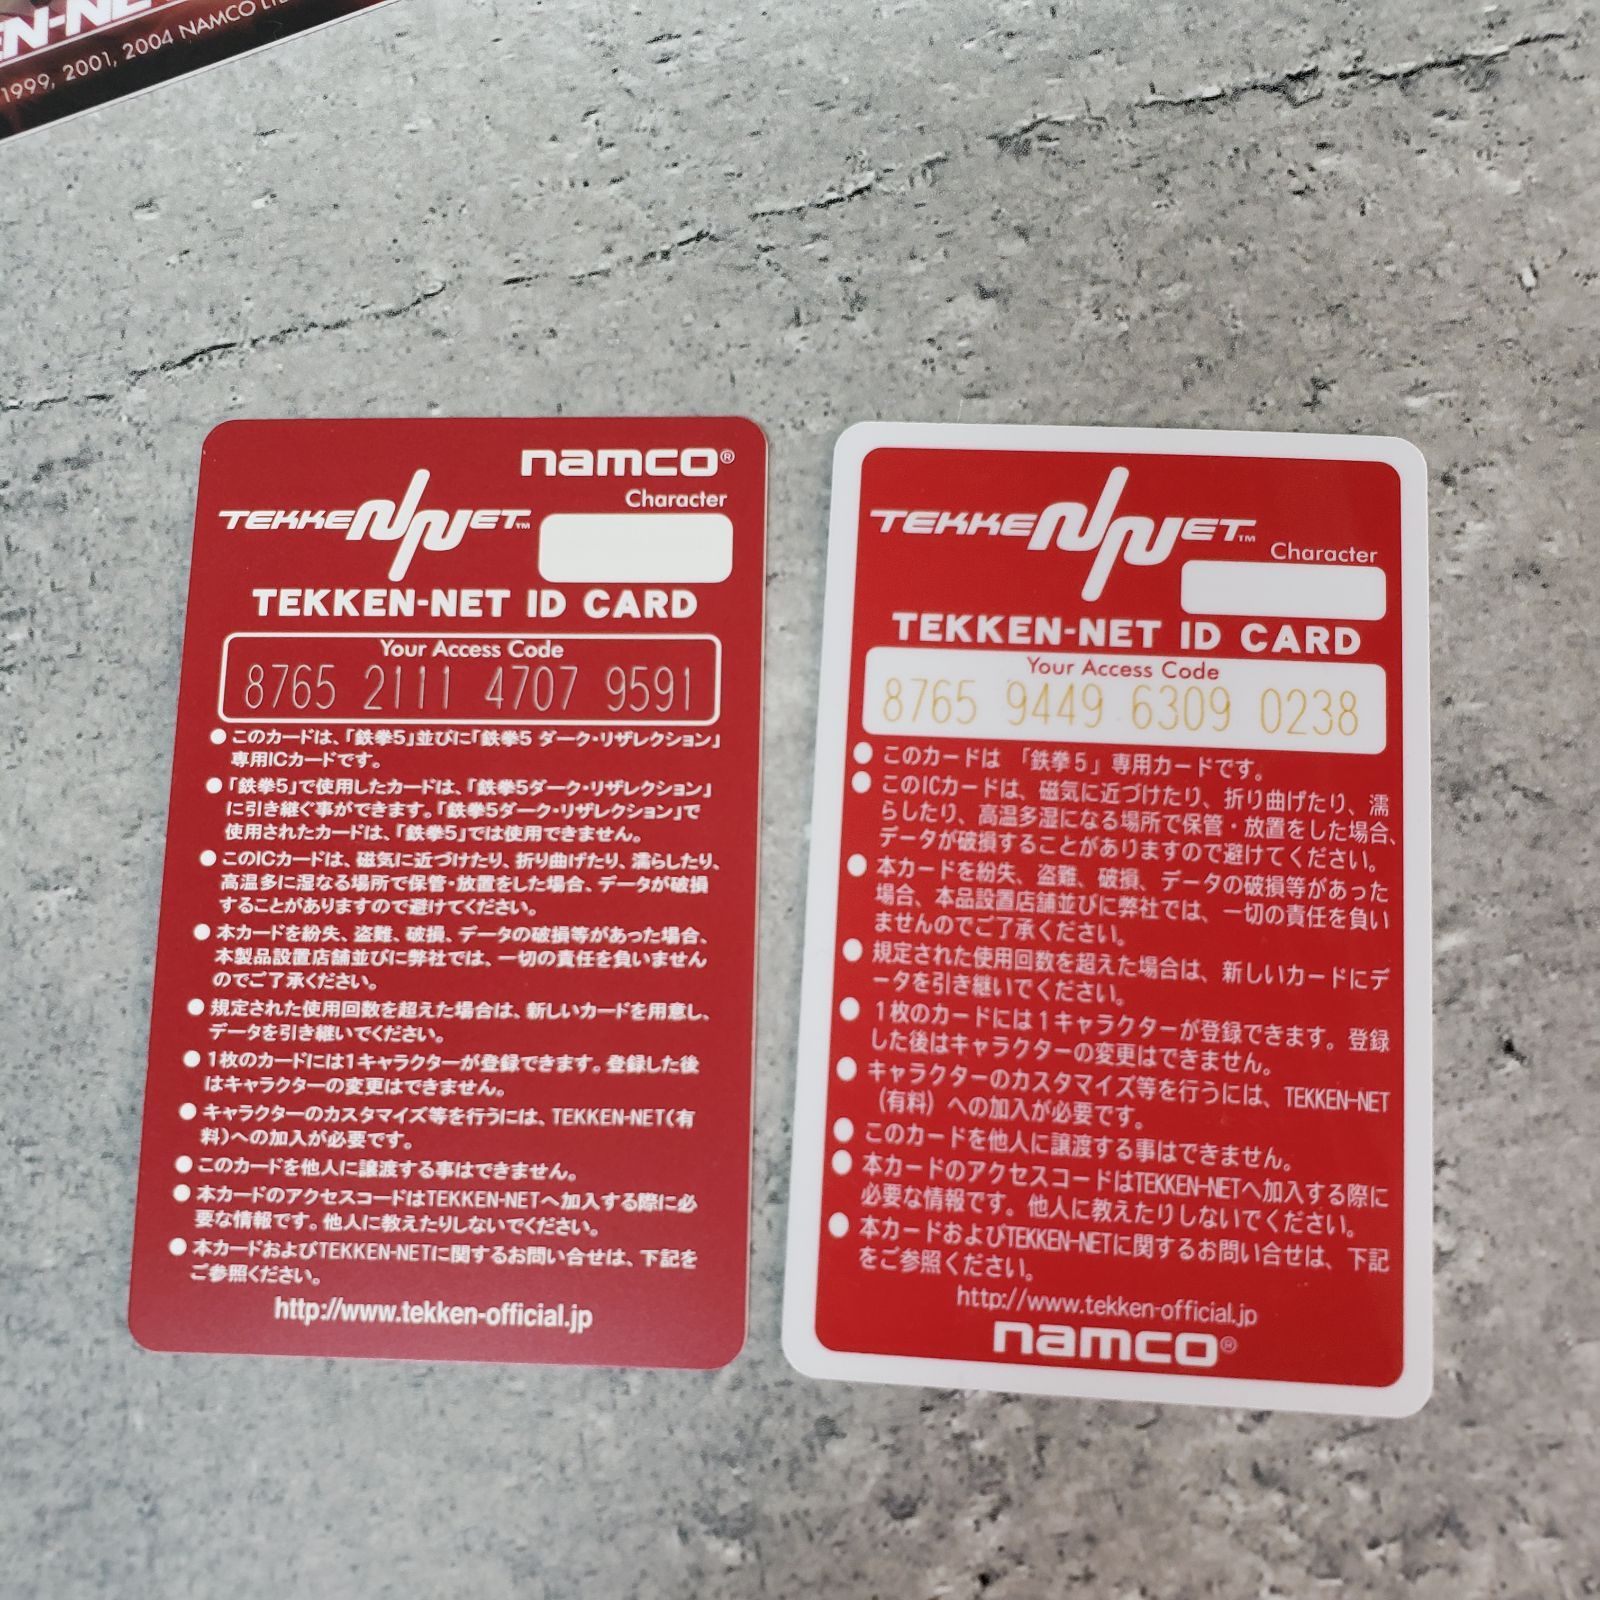 EN-NE
1999, 2001, 2004 NAMCO LTD
namco®
Character
TEKKEN-NET™
TEKKEN-NET ID CARD
Your Access Code
8765 2111 4707 9591
●このカードは、「鉄拳5」並びに「鉄拳5 ダーク・リザレクション」
専用ICカードです。
●「鉄拳5」で使用したカードは、「鉄拳5ダーク・リザレクション」
に引き継ぐ事ができます。「鉄拳5ダーク・リザレクション」で
使用されたカードは、「鉄拳5」では使用できません。
●このICカードは、磁気に近づけたり、折り曲げたり、濡らしたり、
高温多に湿なる場所で保管・放置をした場合、データが破損
することがありますので避けてください。
●本カードを紛失、盗難、破損、データの破損等があった場合、
本製品設置店舗並びに弊社では、一切の責任を負いません
のでご了承ください。
●規定された使用回数を超えた場合は、新しいカードを用意し、
データを引き継いでください。
●1枚のカードには1キャラクターが登録できます。登録した後
はキャラクターの変更はできません。
●キャラクターのカスタマイズ等を行うには、TEKKEN-NET(有
料)への加入が必要です。
●このカードを他人に譲渡する事はできません。
●本カードのアクセスコードはTEKKEN-NETへ加入する際に必
要な情報です。他人に教えたりしないでください。
●本カードおよびTEKKEN-NETに関するお問い合せは、下記を
ご参照ください。
http://www.tekken-official.jp
TEKKEN-NET™
Character
TEKKEN-NET ID CARD
Your Access Code
8765 9449 6309 0238
●このカードは 「鉄拳5」専用カードです。
●このICカードは、磁気に近づけたり、折り曲げたり、濡
らしたり、高温多湿になる場所で保管・放置をした場合、
データが破損することがありますので避けてください。
●本カードを紛失、盗難、破損、データの破損等があった
場合、本品設置店舗並びに弊社では、一切の責任を負い
ませんのでご了承ください。
●規定された使用回数を超えた場合は、新しいカードにデ
ータを引き継いでください。
●1枚のカードには1キャラクターが登録できます。登録
した後はキャラクターの変更はできません。
●キャラクターのカスタマイズ等を行うには、TEKKEN-NET
(有料)への加入が必要です。
●このカードを他人に譲渡する事はできません。
●本カードのアクセスコードはTEKKEN-NETへ加入する際に
必要な情報です。他人に教えたりしないでください。
●本カードおよびTEKKEN-NETに関するお問い合せは、下記
をご参照ください。
http://www.tekken-official.jp
namco®